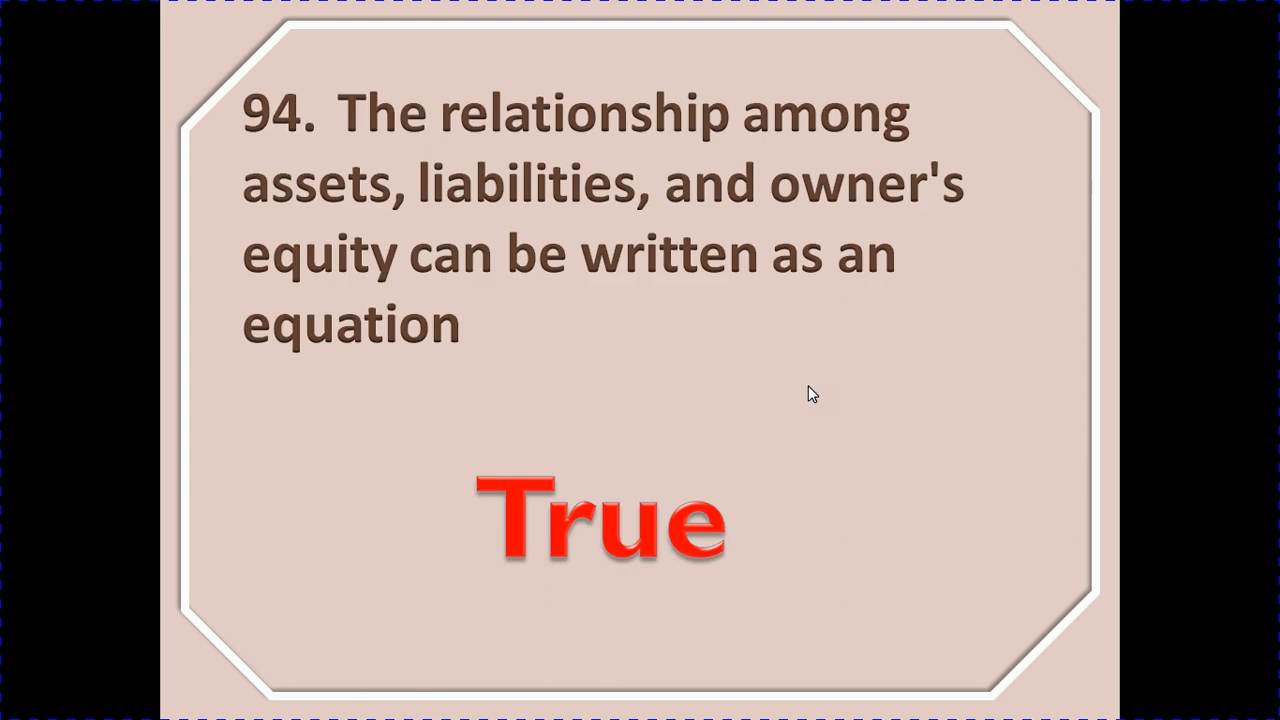 94. The relationship among
assets, liabilities, and owner's
equity can be written as an
equation
True